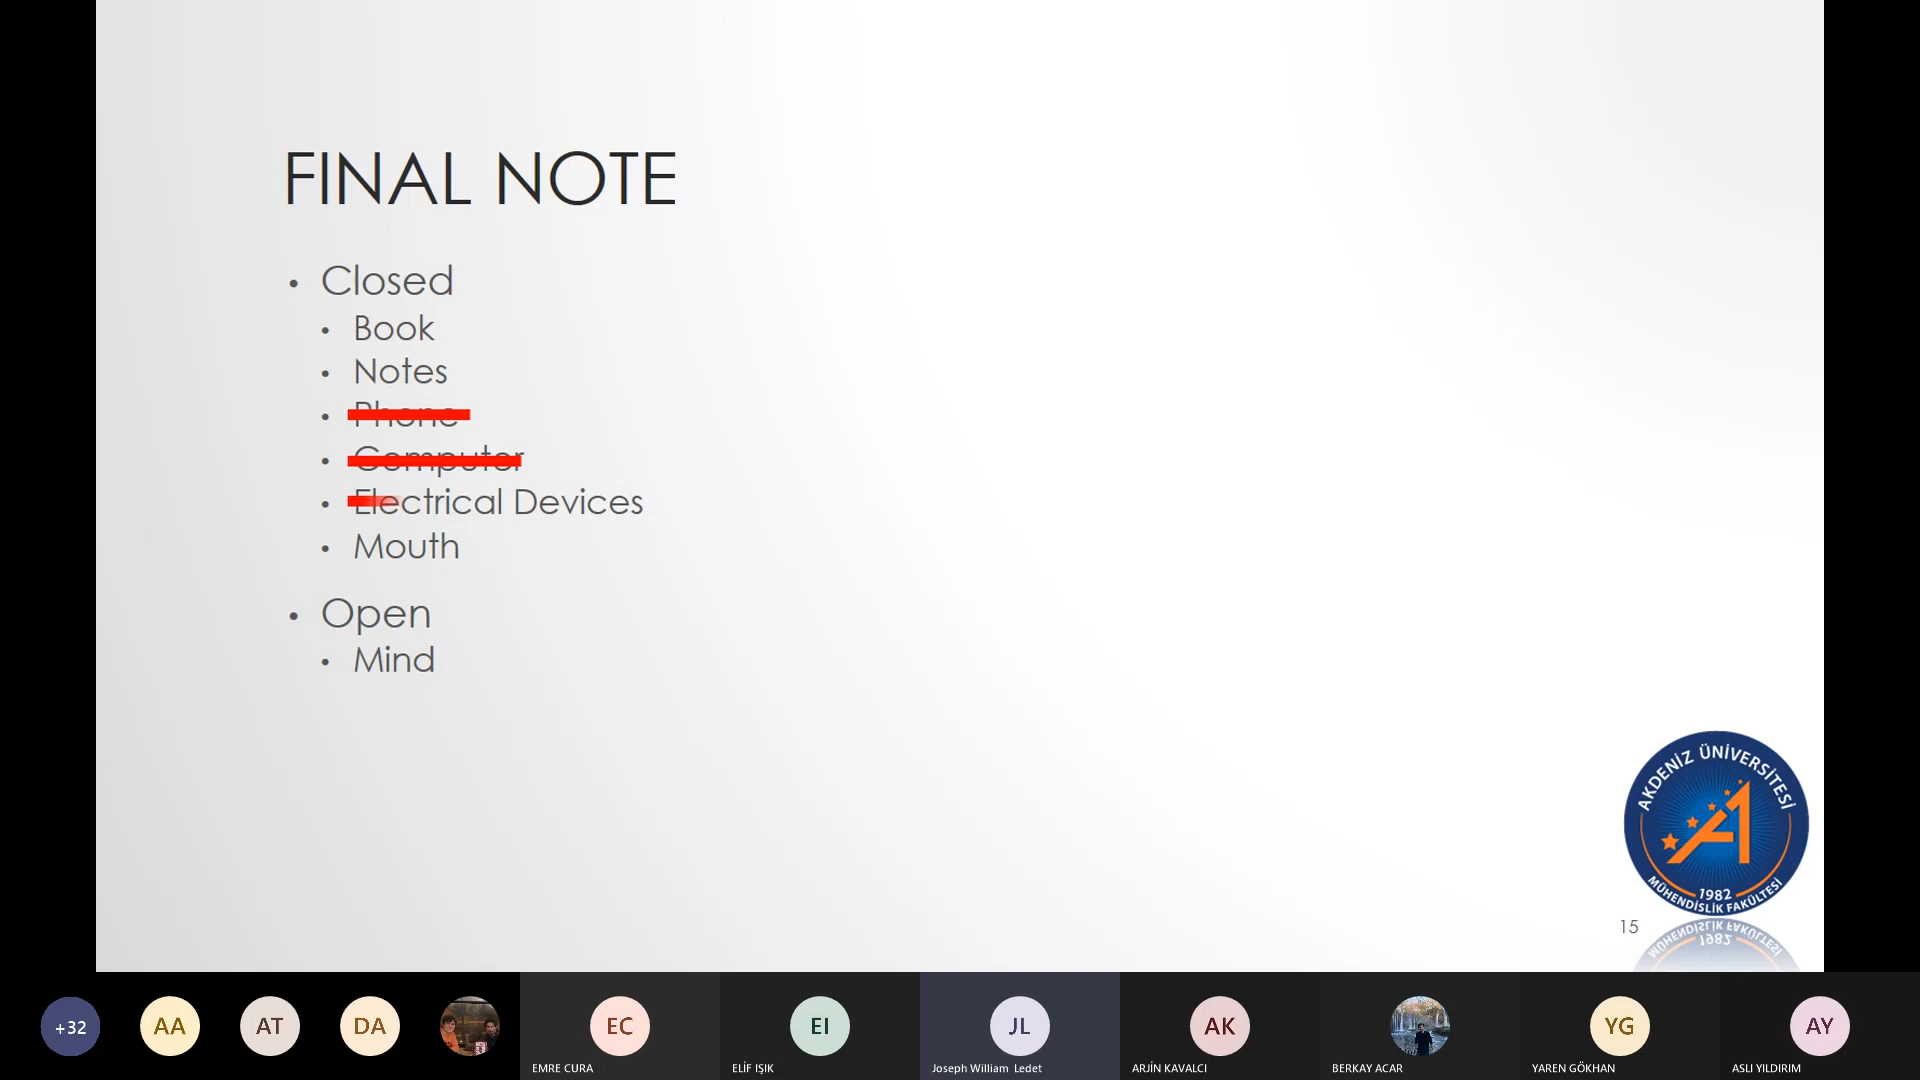 FINAL NOTE
• Closed
• Book
• Notes
• Phone
• Computer
• Electrical Devices
• Mouth
• Open
• Mind
AKDENİZ ÜNİVERSİTESİ
1982
MÜHENDİSLİK FAKÜLTESİ
15
+32
AA
AT
DA
EC
EI
JL
AK
YG
AY
EMRE CURA
ELİF IŞIK
Joseph William Ledet
ARJİN KAVALCI
BERKAY ACAR
YAREN GÖKHAN
ASLI YILDIRIM